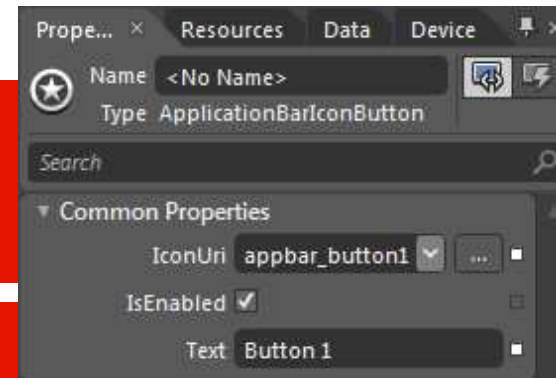 Prope... Resources Data Device
Name <No Name>
Type ApplicationBarIconButton
Search
Common Properties
IconUri appbar_button1 ...
IsEnabled
Text Button 1